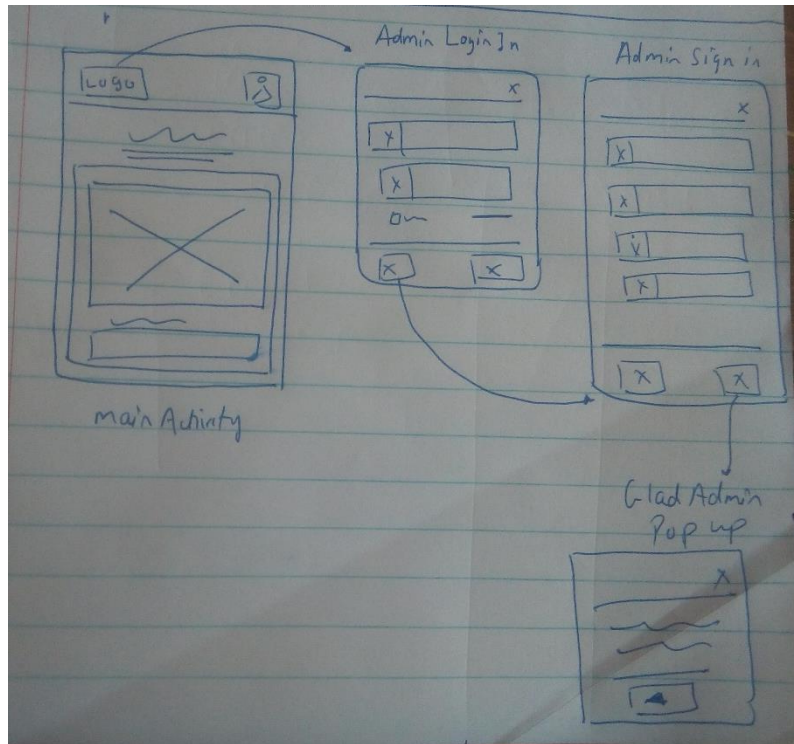 Admin Login In
Admin Sign in
Logo
x
x
x
x
x
x
x
x
x
x
x
x
main Activity
Glad Admin
Pop up
x